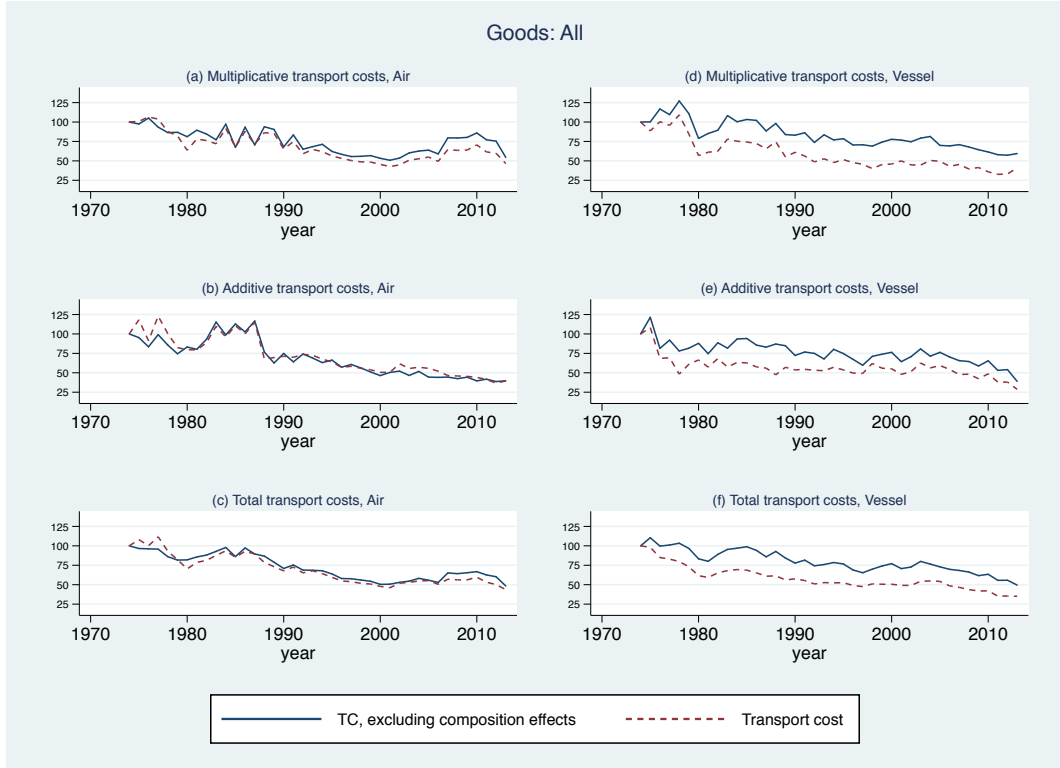 Goods: All
(a) Multiplicative transport costs, Air
125
100
75
50
25
1970 1980 1990 2000 2010
year
(d) Multiplicative transport costs, Vessel
125
100
75
50
25
1970 1980 1990 2000 2010
year
(b) Additive transport costs, Air
125
100
75
50
25
1970 1980 1990 2000 2010
year
(e) Additive transport costs, Vessel
125
100
75
50
25
1970 1980 1990 2000 2010
year
(c) Total transport costs, Air
125
100
75
50
25
1970 1980 1990 2000 2010
year
(f) Total transport costs, Vessel
125
100
75
50
25
1970 1980 1990 2000 2010
year
TC, excluding composition effects Transport cost